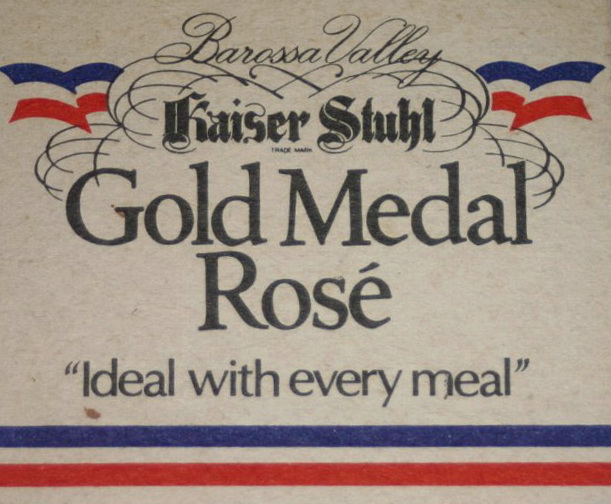 Barossa Valley
Kaiser Stuhl
TRADE MARK
Gold Medal
Rosé
“Ideal with every meal”